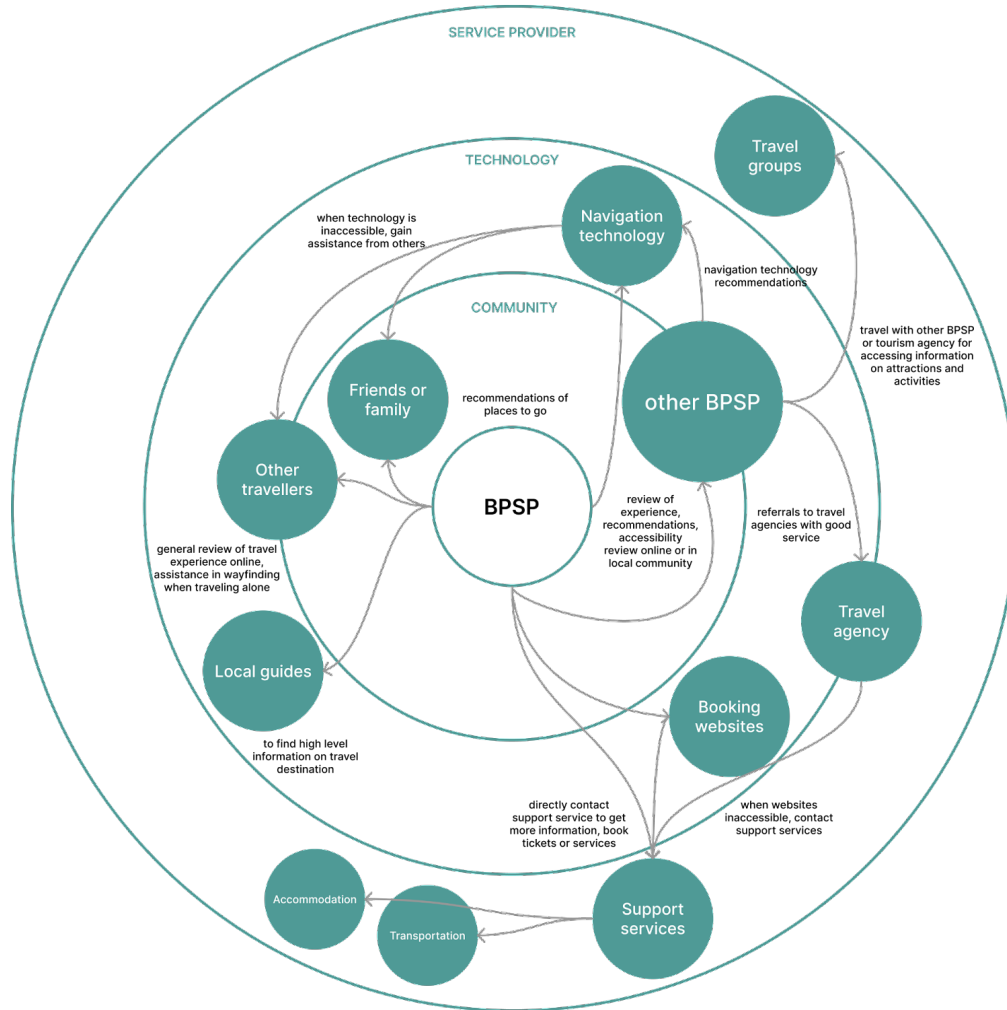 SERVICE PROVIDER
Travel
groups
TECHNOLOGY
Navigation
technology
when technology is
inaccessible, gain
assistance from others
navigation technology
recommendations
COMMUNITY
travel with other BPSP
or tourism agency for
accessing information
on attractions and
activities
Friends or
family
recommendations of
places to go
other BPSP
Other
travellers
BPSP
review of
experience,
recommendations,
accessibility
review online or in
local community
referrals to travel
agencies with good
service
general review of travel
experience online,
assistance in wayfinding
when traveling alone
Travel
agency
Local guides
Booking
websites
to find high level
information on travel
destination
directly contact
support service to get
more information, book
tickets or services
when websites
inaccessible, contact
support services
Accommodation
Transportation
Support
services